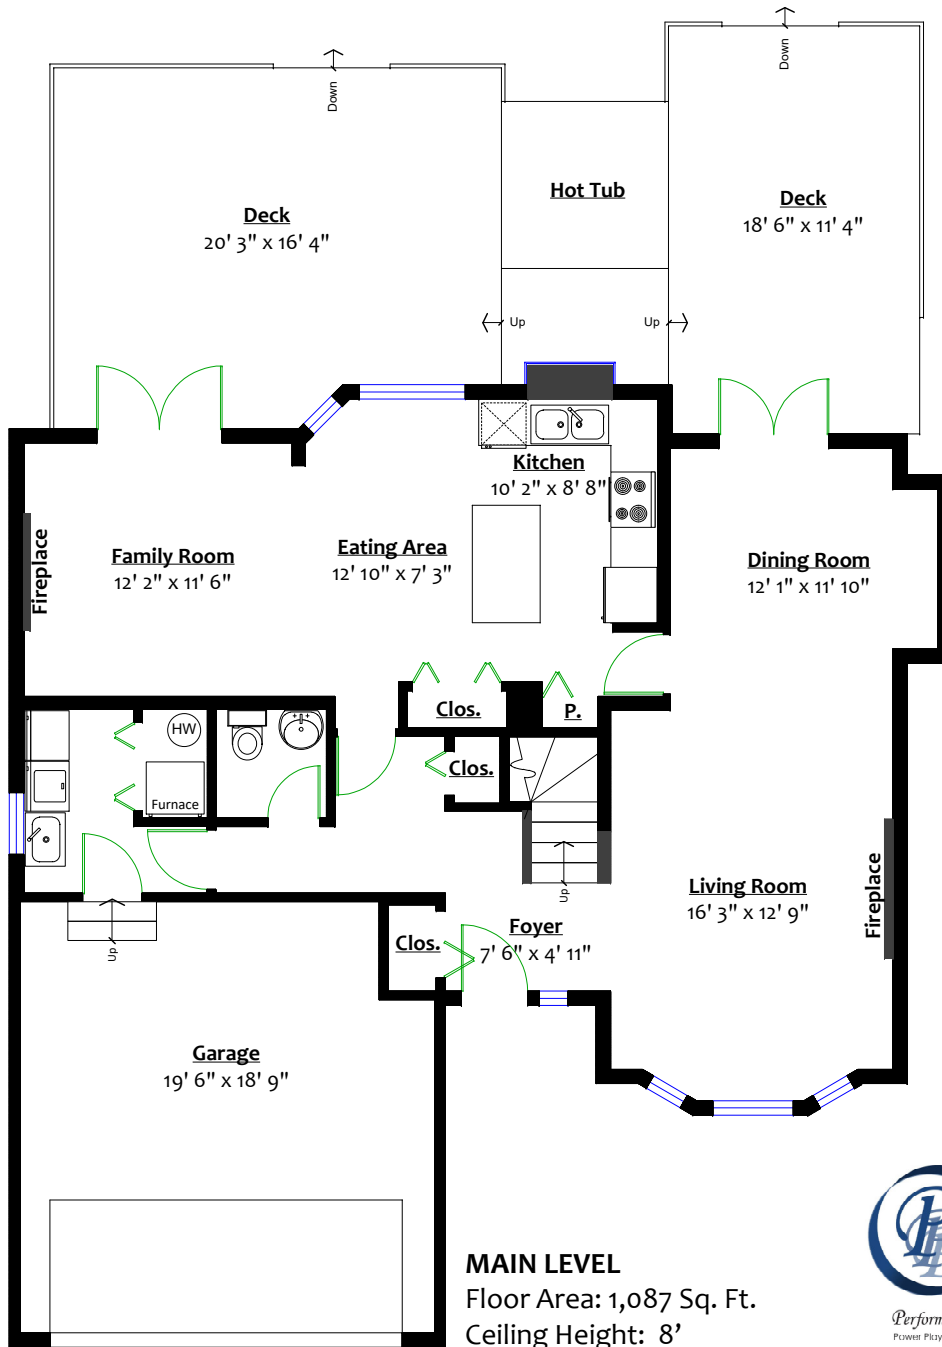 Down
Down
Hot Tub
Deck
20' 3" x 16' 4"
Deck
18' 6" x 11' 4"
Up
Up
Kitchen
10' 2" x 8' 8"
Fireplace
Family Room
12' 2" x 11' 6"
Eating Area
12' 10" x 7' 3"
Dining Room
12' 1" x 11' 10"
Clos.
P.
HW
Clos.
Furnace
Living Room
16' 3" x 12' 9"
Fireplace
Up
Clos.
Foyer
7' 6" x 4' 11"
Up
Garage
19' 6" x 18' 9"
MAIN LEVEL
Floor Area: 1,087 Sq. Ft.
Ceiling Height: 8'
Perform
Power Play